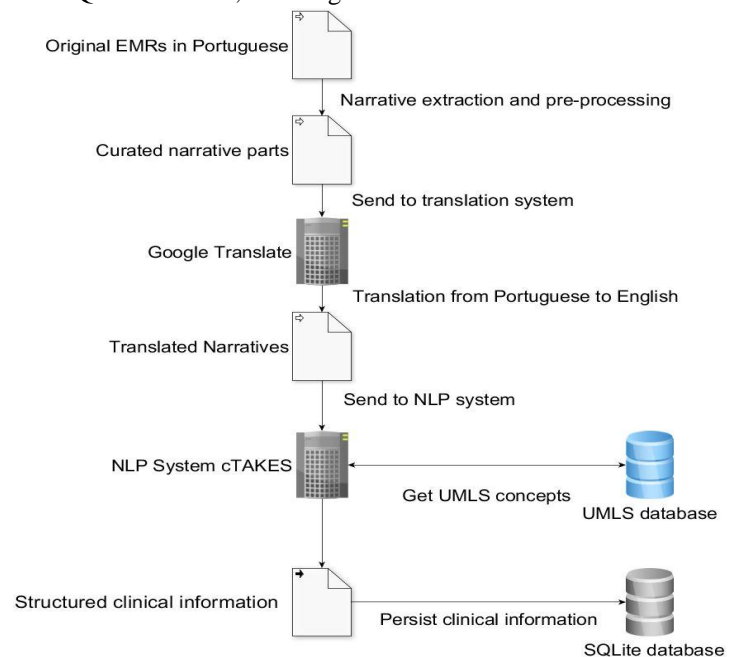 Original EMRs in Portuguese
Narrative extraction and pre-processing
Curated narrative parts
Send to translation system
Google Translate
Translation from Portuguese to English
Translated Narratives
Send to NLP system
NLP System cTAKES
Get UMLS concepts
UMLS database
Structured clinical information
Persist clinical information
SQLite database